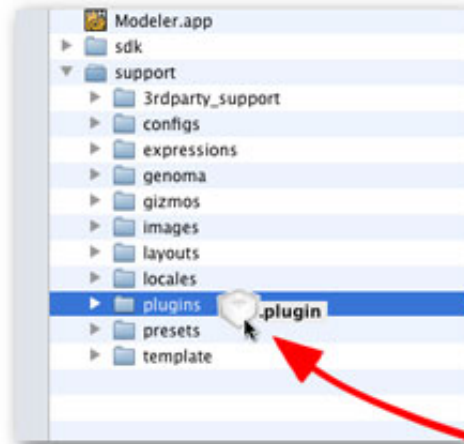 Modeler.app
sdk
support
3rdparty_support
configs
expressions
genoma
gizmos
images
layouts
locales
plugins .plugin
presets
template